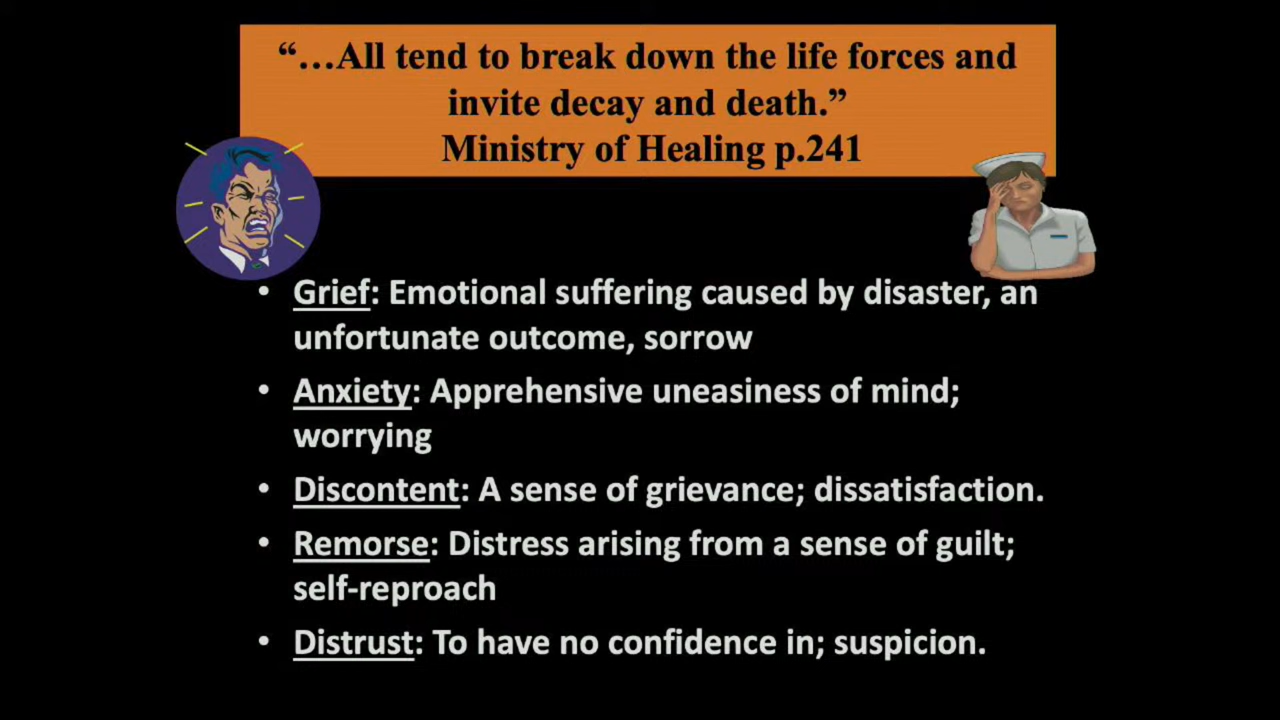 “…All tend to break down the life forces and
invite decay and death.”
Ministry of Healing p.241
• Grief: Emotional suffering caused by disaster, an
unfortunate outcome, sorrow
• Anxiety: Apprehensive uneasiness of mind;
worrying
• Discontent: A sense of grievance; dissatisfaction.
• Remorse: Distress arising from a sense of guilt;
self-reproach
• Distrust: To have no confidence in; suspicion.